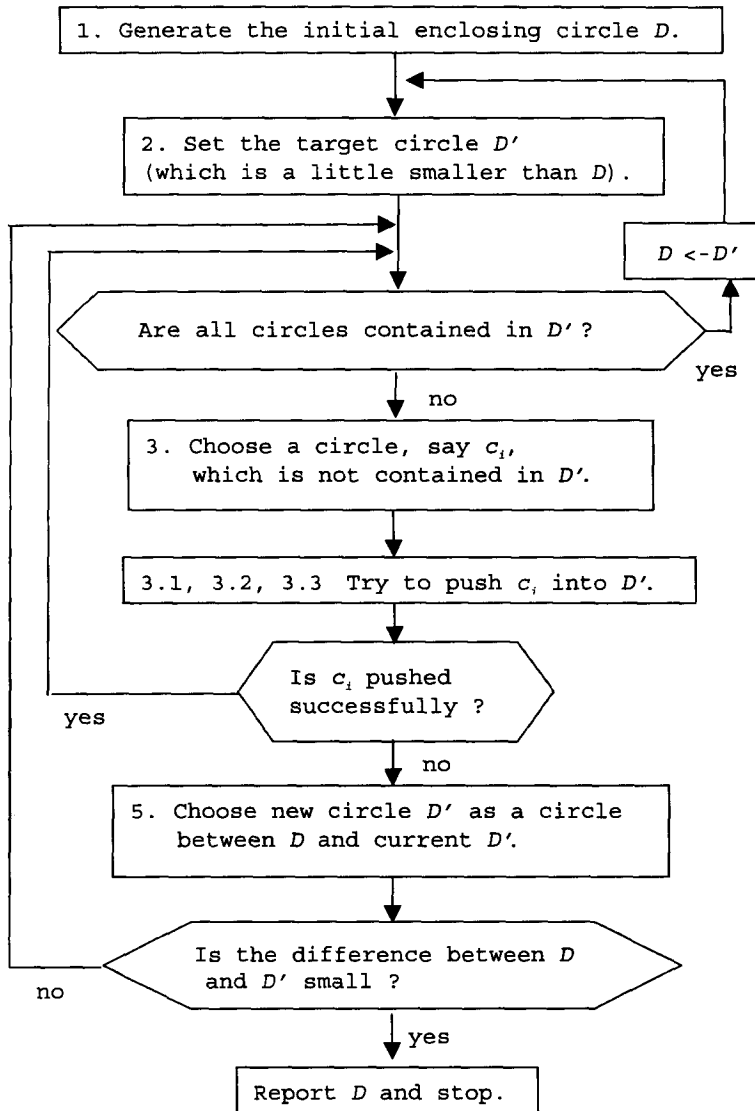 1. Generate the initial enclosing circle D.
2. Set the target circle D′
(which is a little smaller than D).
D <-D′
Are all circles contained in D′?
yes
no
3. Choose a circle, say cᵢ,
which is not contained in D′.
3.1, 3.2, 3.3 Try to push cᵢ into D′.
Is cᵢ pushed
successfully ?
yes
no
5. Choose new circle D′ as a circle
between D and current D′.
Is the difference between D
and D′ small ?
no
yes
Report D and stop.